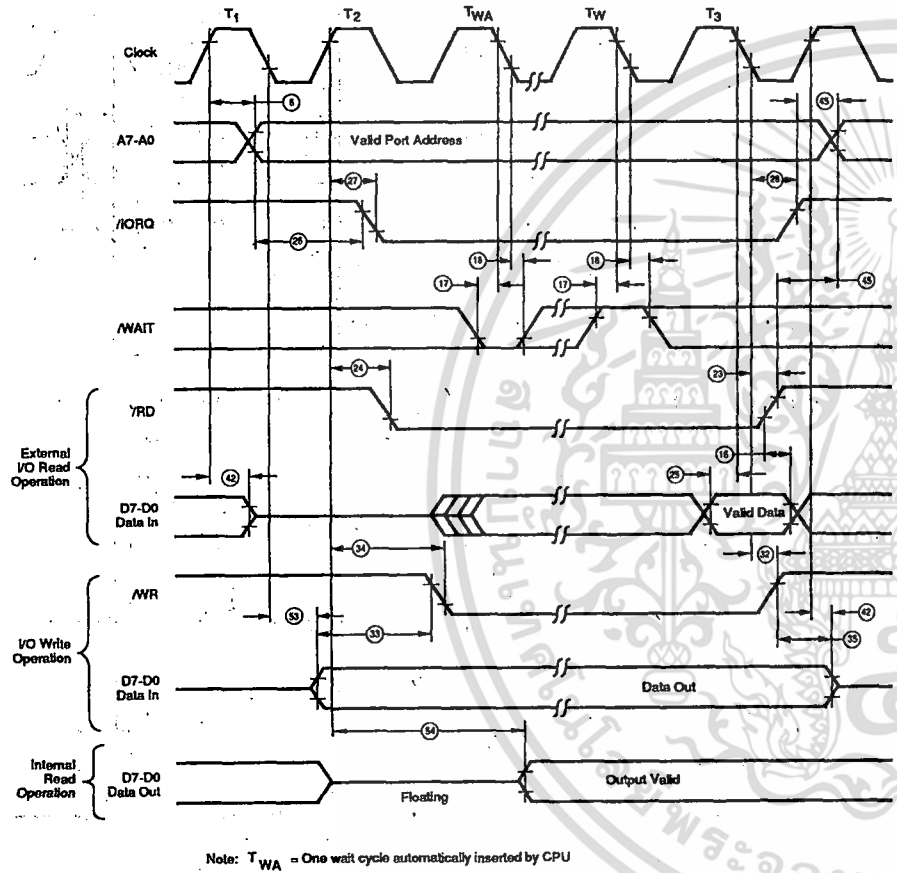 T1 T2 TWA TW T3
Clock
6 45
A7-A0 Valid Port Address
27 28
/IORQ
26
18 18
17 17 45
/WAIT
24 23
/RD
External
I/O Read
Operation
16
42 25
D7-D0
Data In
Valid Data
34 32
/WR
53 33 42
35
I/O Write
Operation
D7-D0
Data In
Data Out
54
Internal
Read
Operation
D7-D0
Data Out
Floating
Output Valid
Note: TWA = One wait cycle automatically inserted by CPU